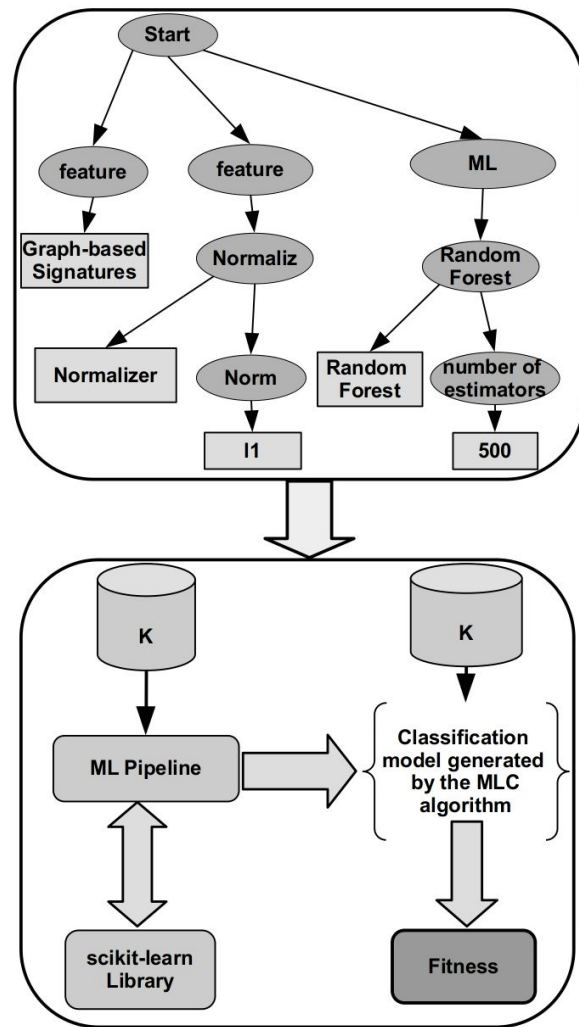 Start
feature
feature
ML
Graph-based
Signatures
Normaliz
Random
Forest
Normalizer
Norm
Random
Forest
number of
estimators
l1
500
K
K
ML Pipeline
Classification
model generated
by the MLC
algorithm
scikit-learn
Library
Fitness